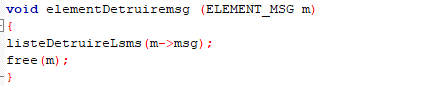 void elementDetruiremsg (ELEMENT_MSG m)
{
listeDetruireLsms(m->msg);
free(m);
}